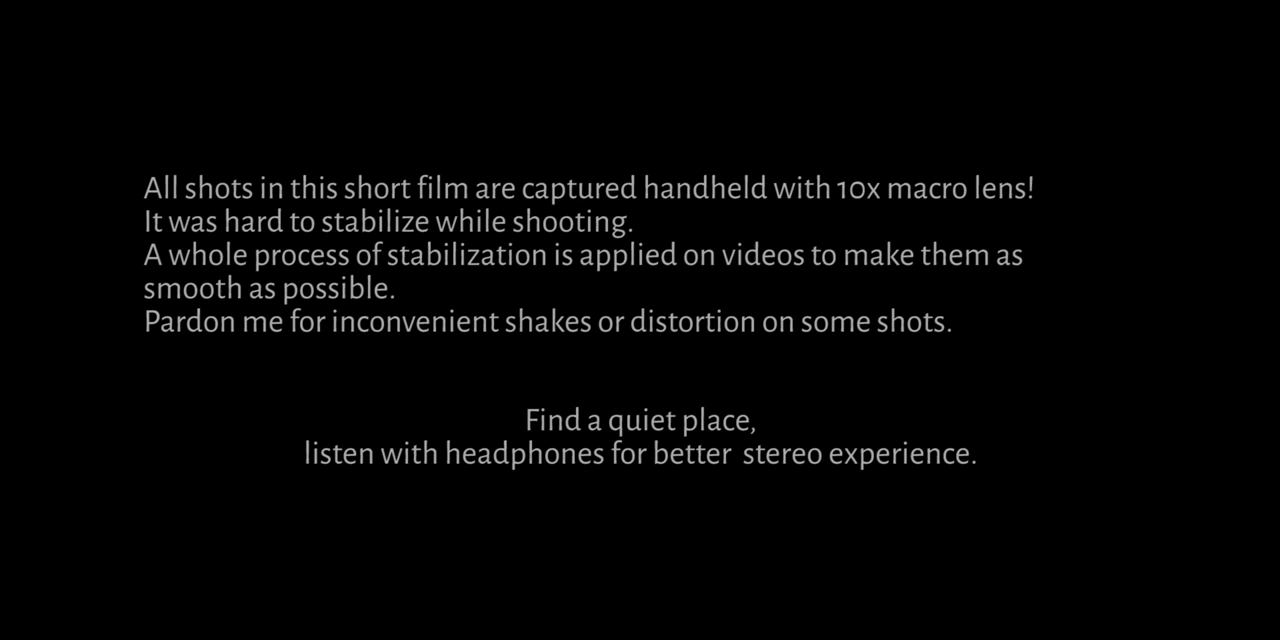 All shots in this short film are captured handheld with 10x macro lens!
It was hard to stabilize while shooting.
A whole process of stabilization is applied on videos to make them as
smooth as possible.
Pardon me for inconvenient shakes or distortion on some shots.
Find a quiet place,
listen with headphones for better  stereo experience.